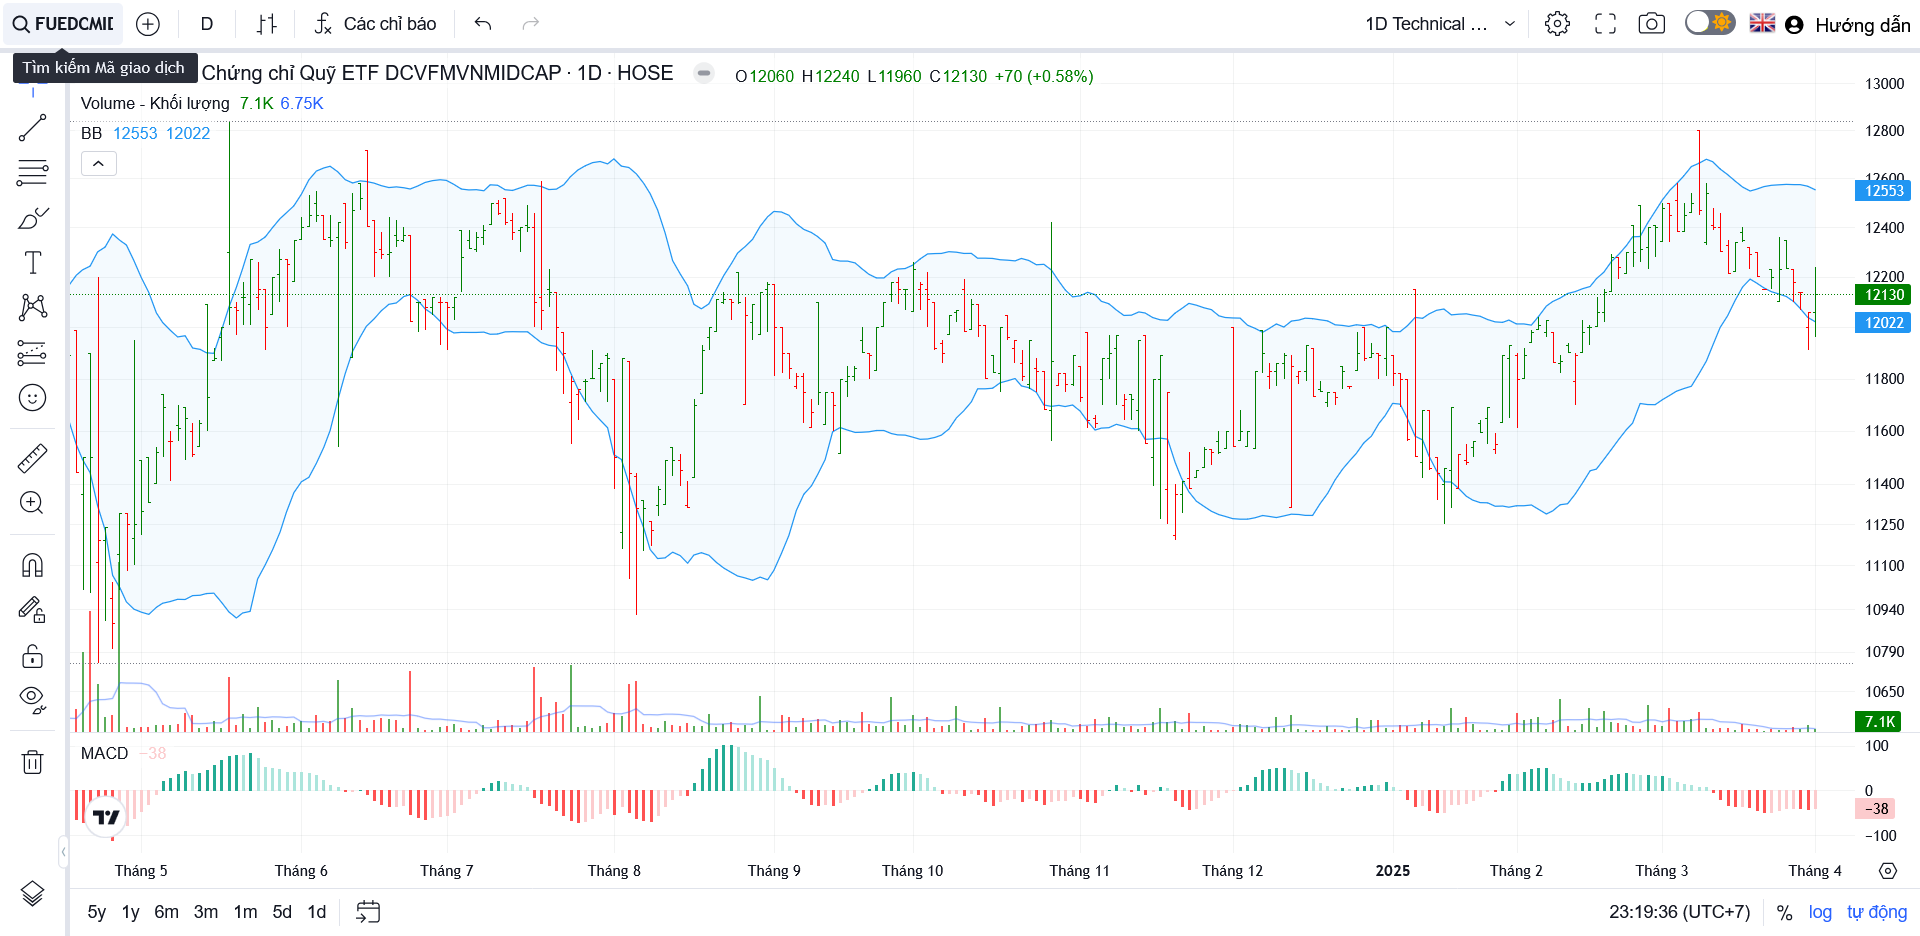 FUEDCMID
D
Các chỉ báo
1D Technical ...
Hướng dẫn
Tìm kiếm Mã giao dịch
Chứng chỉ Quỹ ETF DCVFMVNMIDCAP · 1D · HOSE
O12060 H12240 L11960 C12130 +70 (+0.58%)
Volume - Khối lượng 7.1K 6.75K
BB 12553 12022
13000
12800
12600
12553
12400
12200
12130
12022
11800
11600
11400
11250
11100
10940
10790
10650
7.1K
MACD −38
100
0
−38
−100
Tháng 5 Tháng 6 Tháng 7 Tháng 8 Tháng 9 Tháng 10 Tháng 11 Tháng 12 2025 Tháng 2 Tháng 3 Tháng 4
5y 1y 6m 3m 1m 5d 1d
23:19:36 (UTC+7) % log tự động